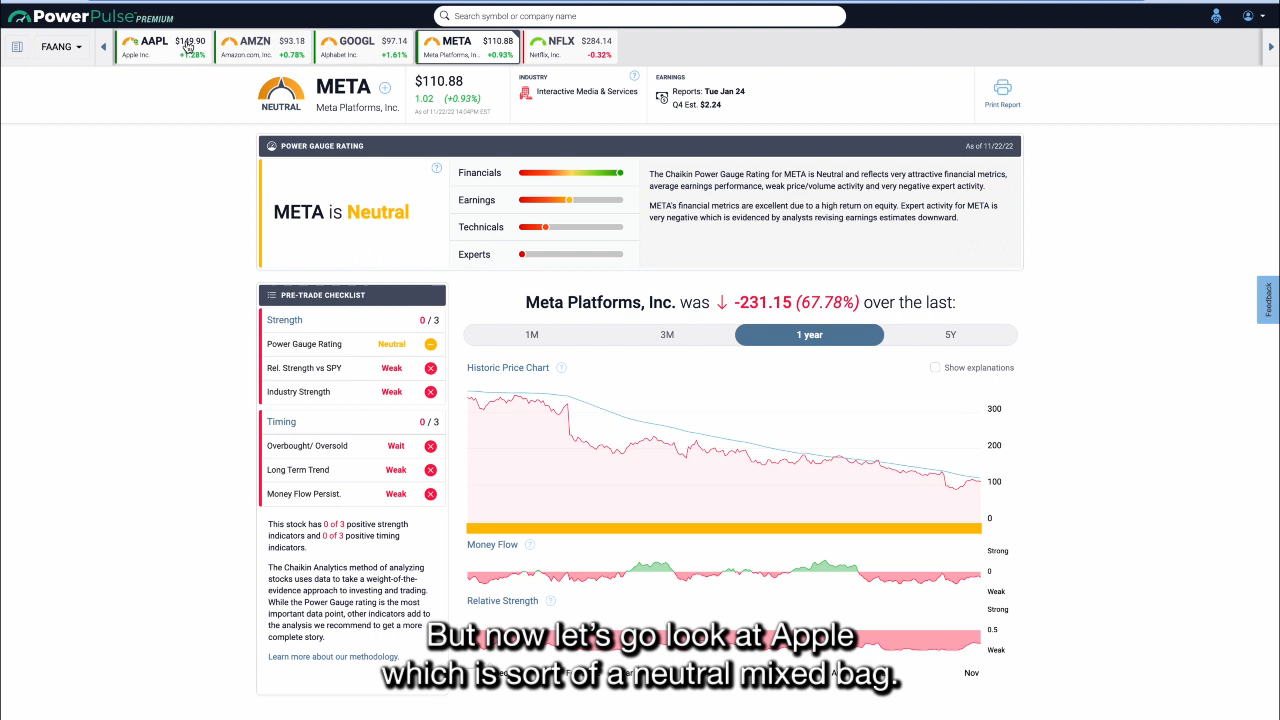 PowerPulse PREMIUM
Search symbol or company name
FAANG
AAPL $149.90
Apple Inc. +1.28%
AMZN $93.18
Amazon.com, Inc. +0.78%
GOOGL $97.14
Alphabet Inc. +1.61%
META $110.88
Meta Platforms, In... +0.93%
NFLX $284.14
Netflix, Inc. -0.32%
NEUTRAL
META
Meta Platforms, Inc.
$110.88
1.02 (+0.93%)
As of 11/22/22 14:04PM EST
INDUSTRY
Interactive Media & Services
EARNINGS
Reports: Tue Jan 24
Q4 Est. $2.24
Print Report
POWER GAUGE RATING
As of 11/22/22
META is Neutral
Financials
Earnings
Technicals
Experts
The Chaikin Power Gauge Rating for META is Neutral and reflects very attractive financial metrics,
average earnings performance, weak price/volume activity and very negative expert activity.
META's financial metrics are excellent due to a high return on equity. Expert activity for META is
very negative which is evidenced by analysts revising earnings estimates downward.
PRE-TRADE CHECKLIST
Strength 0 / 3
Power Gauge Rating Neutral
Rel. Strength vs SPY Weak
Industry Strength Weak
Timing 0 / 3
Overbought/ Oversold Wait
Long Term Trend Weak
Money Flow Persist. Weak
This stock has 0 of 3 positive strength
indicators and 0 of 3 positive timing
indicators.
The Chaikin Analytics method of analyzing
stocks uses data to take a weight-of-the-
evidence approach to investing and trading.
While the Power Gauge rating is the most
important data point, other indicators add to
the analysis we recommend to get a more
complete story.
Learn more about our methodology.
Meta Platforms, Inc. was ↓ -231.15 (67.78%) over the last:
1M 3M 1 year 5Y
Historic Price Chart
Show explanations
300
200
100
0
Money Flow
Strong
0
Weak
Relative Strength
Strong
0.5
Weak
Nov
Feedback
But now let's go look at Apple
which is sort of a neutral mixed bag.